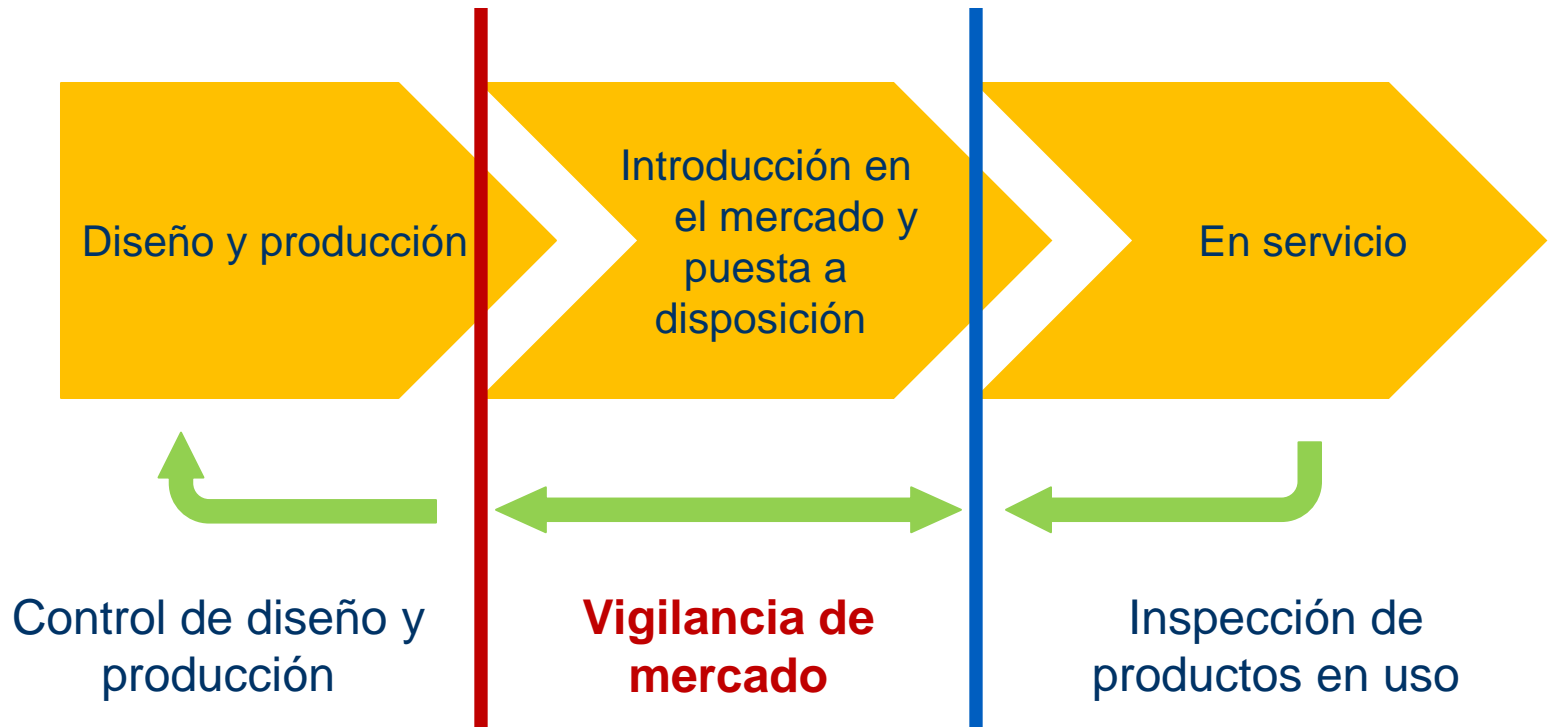 Diseño y producción
Introducción en
el mercado y
puesta a
disposición
En servicio
Control de diseño y
producción
Vigilancia de
mercado
Inspección de
productos en uso